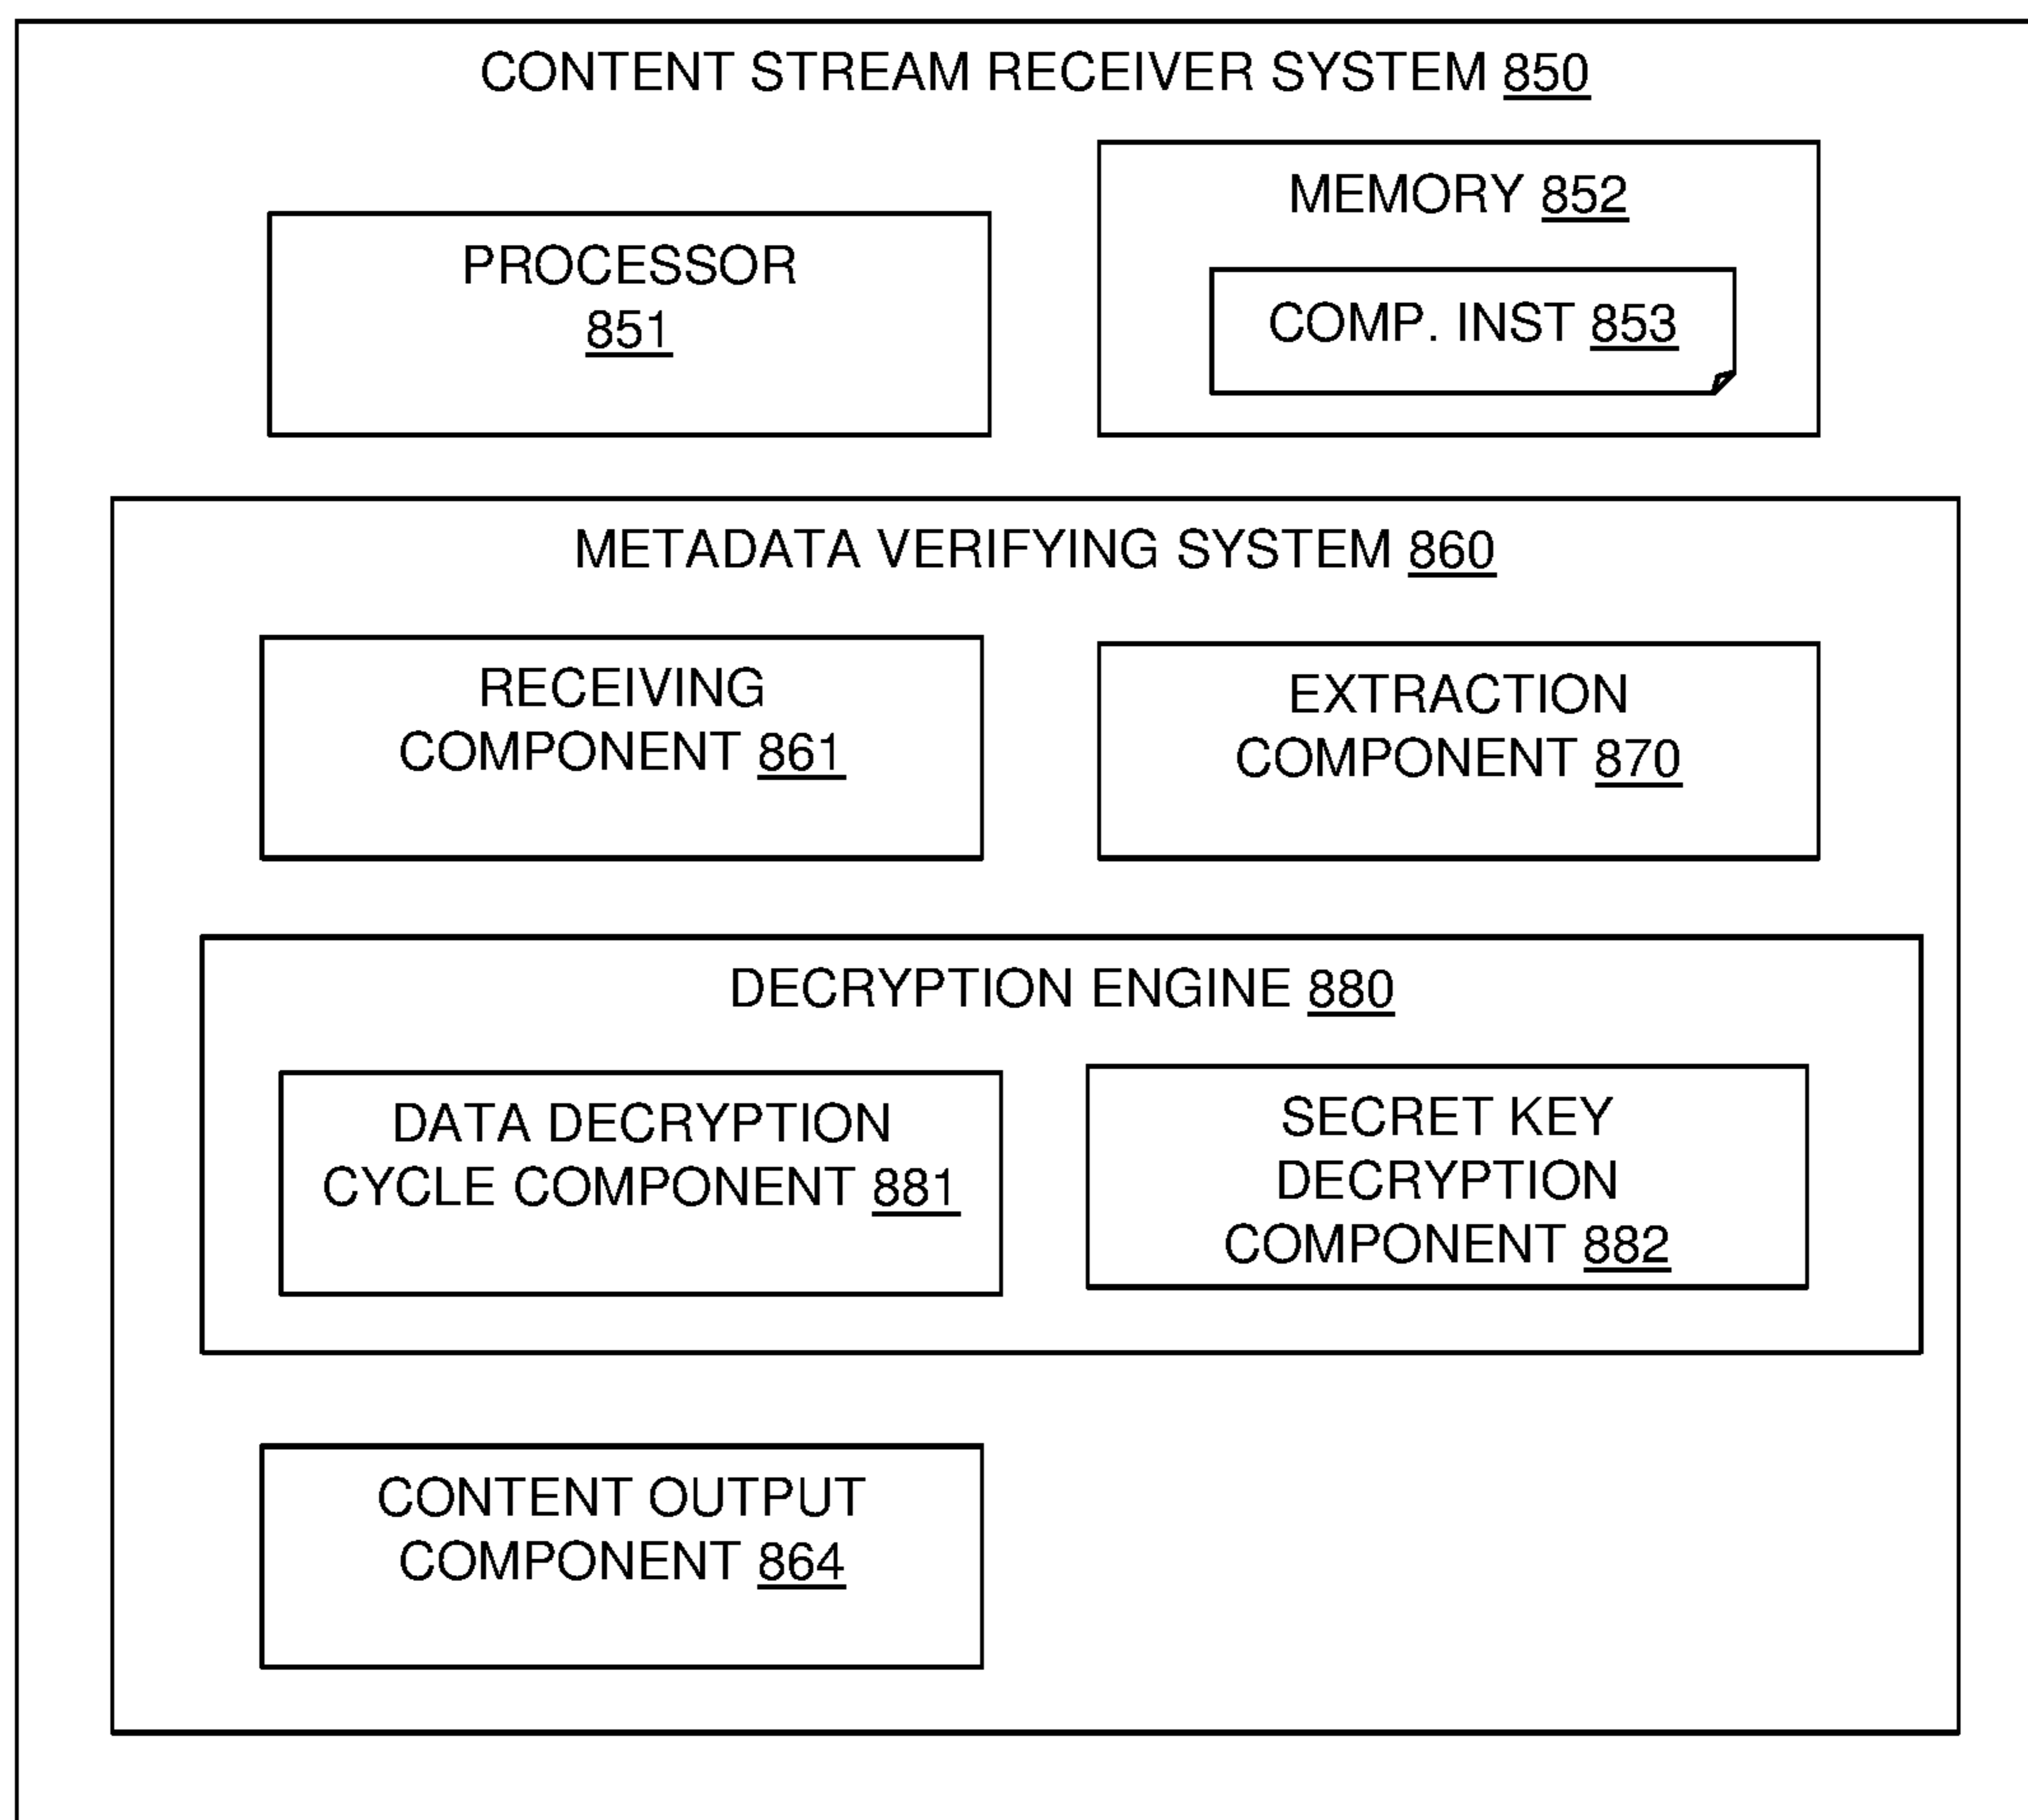 CONTENT STREAM RECEIVER SYSTEM 850
PROCESSOR
851
MEMORY 852
COMP. INST 853
METADATA VERIFYING SYSTEM 860
RECEIVING
COMPONENT 861
EXTRACTION
COMPONENT 870
DECRYPTION ENGINE 880
DATA DECRYPTION
CYCLE COMPONENT 881
SECRET KEY
DECRYPTION
COMPONENT 882
CONTENT OUTPUT
COMPONENT 864